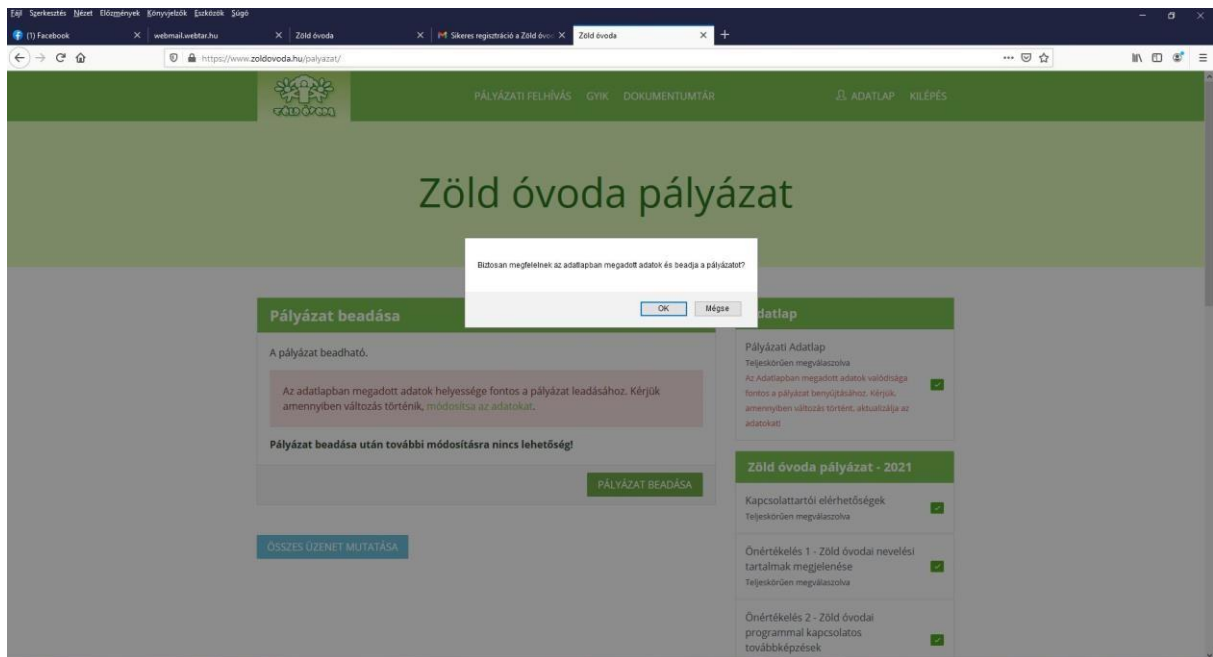 Fájl Szerkesztés Nézet Előzmények Könyvjelzők Eszközök Súgó
(1) Facebook
webmail.webtar.hu
Zöld óvoda
Sikeres regisztráció a Zöld óvo
Zöld óvoda
https://www.zoldovoda.hu/palyazat/
ZÖLD ÓVODA
PÁLYÁZATI FELHÍVÁS GYIK DOKUMENTUMTÁR
ADATLAP KILÉPÉS
Zöld óvoda pályázat
Biztosan megfelelnek az adatlapban megadott adatok és beadja a pályázatot?
OK Mégse
Pályázat beadása
A pályázat beadható.
Az adatlapban megadott adatok helyessége fontos a pályázat leadásához. Kérjük
amennyiben változás történik, módosítsa az adatokat.
Pályázat beadása után további módosításra nincs lehetőség!
PÁLYÁZAT BEADÁSA
ÖSSZES ÜZENET MUTATÁSA
datlap
Pályázati Adatlap
Teljeskörűen megválaszolva
Az Adatlapban megadott adatok valódisága
fontos a pályázat benyújtásához. Kérjük,
amennyiben változás történt, aktualizálja az
adatokat!
Zöld óvoda pályázat - 2021
Kapcsolattartói elérhetőségek
Teljeskörűen megválaszolva
Önértékelés 1 - Zöld óvodai nevelési
tartalmak megjelenése
Teljeskörűen megválaszolva
Önértékelés 2 - Zöld óvodai
programmal kapcsolatos
továbbképzések